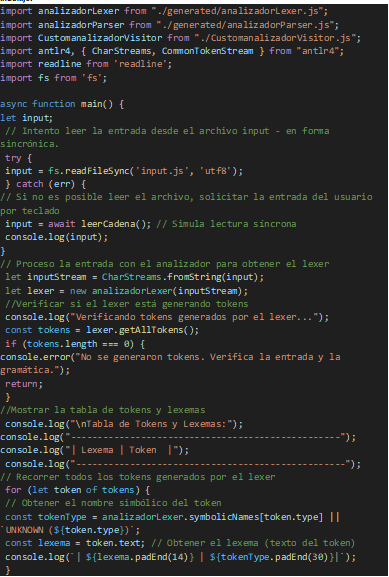 import analizadorLexer from "./generated/analizadorLexer.js";
import analizadorParser from "./generated/analizadorParser.js";
import CustomanalizadorVisitor from "./CustomanalizadorVisitor.js";
import antlr4, { CharStreams, CommonTokenStream } from "antlr4";
import readline from 'readline';
import fs from 'fs';

async function main() {
let input;
// Intento leer la entrada desde el archivo input - en forma
sincrónica.
try {
input = fs.readFileSync('input.js', 'utf8');
} catch (err) {
// Si no es posible leer el archivo, solicitar la entrada del usuario
por teclado
input = await leerCadena(); // Simula lectura síncrona
console.log(input);
}
// Proceso la entrada con el analizador para obtener el lexer
let inputStream = CharStreams.fromString(input);
let lexer = new analizadorLexer(inputStream);
//Verificar si el lexer está generando tokens
console.log("Verificando tokens generados por el lexer...");
const tokens = lexer.getAllTokens();
if (tokens.length === 0) {
console.error("No se generaron tokens. Verifica la entrada y la
gramática.");
return;
}
//Mostrar la tabla de tokens y lexemas
console.log("\nTabla de Tokens y Lexemas:");
console.log("--------------------------------------------------");
console.log("| Lexema | Token  |");
console.log("--------------------------------------------------");
// Recorrer todos los tokens generados por el lexer
for (let token of tokens) {
// Obtener el nombre simbólico del token
const tokenType = analizadorLexer.symbolicNames[token.type] ||
`UNKNOWN (${token.type})`;
const lexema = token.text; // Obtener el lexema (texto del token)
console.log(`| ${lexema.padEnd(14)} | ${tokenType.padEnd(30)}|`);
}